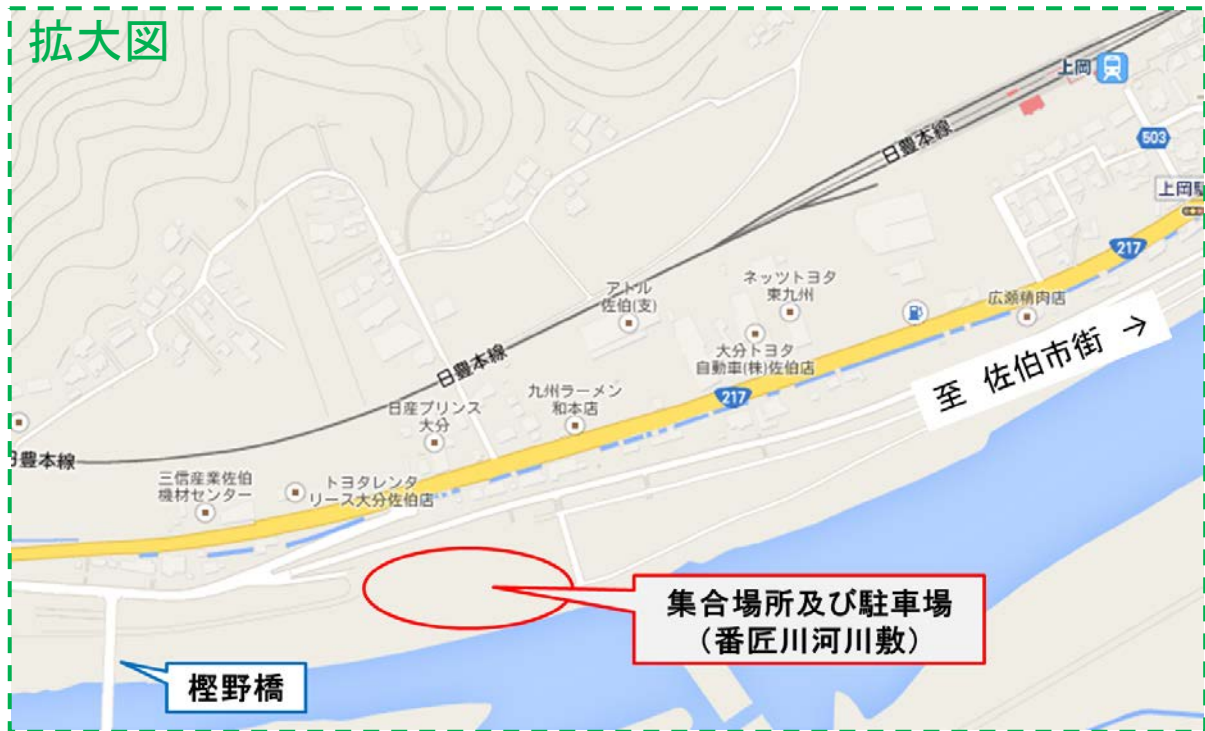 拡大図
上岡
503
日豊本線
上岡駅
217
ネッツトヨタ
東九州
アトル
佐伯(支)
広瀬精肉店
大分トヨタ
自動車(株)佐伯店
至 佐伯市街 →
日豊本線
217
九州ラーメン
和本店
日産プリンス
大分
日豊本線
三信産業佐伯
機材センター
トヨタレンタ
リース大分佐伯店
集合場所及び駐車場
（番匠川河川敷）
樫野橋